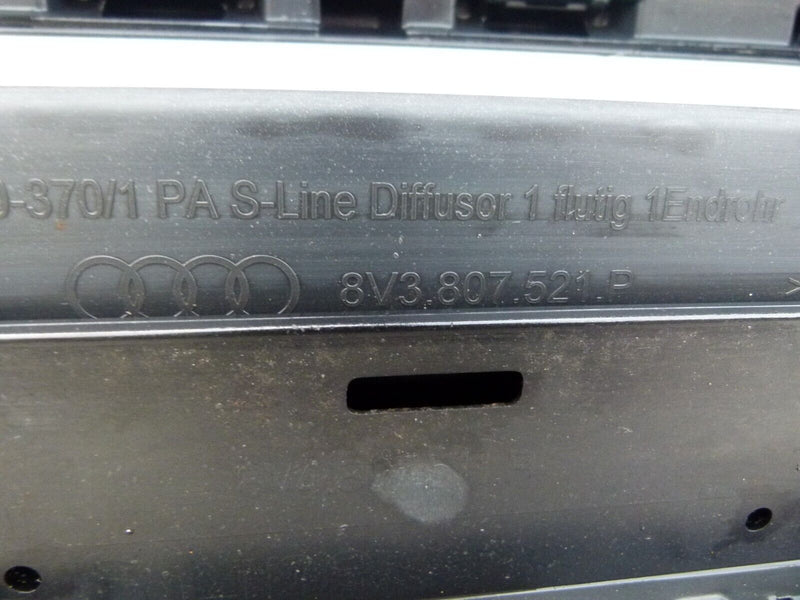 -370/1 PA S-Line Diffusor 1 flutig 1Endrohr
8V3.807.521.P >